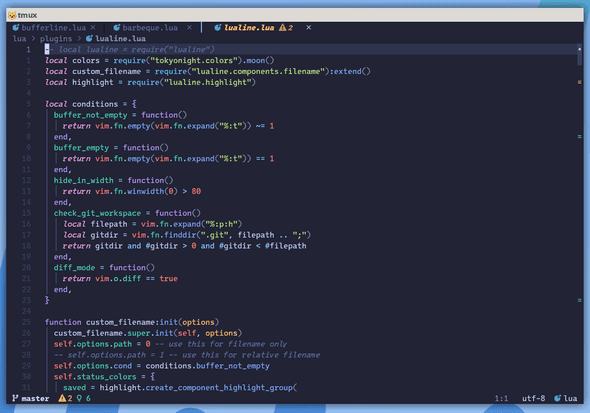 tmux
bufferline.lua × barbeque.lua × lualine.lua 2 ×
lua > plugins > lualine.lua
1 -- local lualine = require("lualine")
1 local colors = require("tokyonight.colors").moon()
2 local custom_filename = require("lualine.components.filename"):extend()
3 local highlight = require("lualine.highlight")
4
5 local conditions = {
6 buffer_not_empty = function()
7 return vim.fn.empty(vim.fn.expand("%:t")) ~= 1
8 end,
9 buffer_empty = function()
10 return vim.fn.empty(vim.fn.expand("%:t")) == 1
11 end,
12 hide_in_width = function()
13 return vim.fn.winwidth(0) > 80
14 end,
15 check_git_workspace = function()
16 local filepath = vim.fn.expand("%:p:h")
17 local gitdir = vim.fn.finddir(".git", filepath .. ";")
18 return gitdir and #gitdir > 0 and #gitdir < #filepath
19 end,
20 diff_mode = function()
21 return vim.o.diff == true
22 end,
23 }
24
25 function custom_filename:init(options)
26 custom_filename.super.init(self, options)
27 self.options.path = 0 -- use this for filename only
28 -- self.options.path = 1 -- use this for relative filename
29 self.options.cond = conditions.buffer_not_empty
30 self.status_colors = {
31 saved = highlight.create_component_highlight_group(
master 2 6 1:1 utf-8 lua